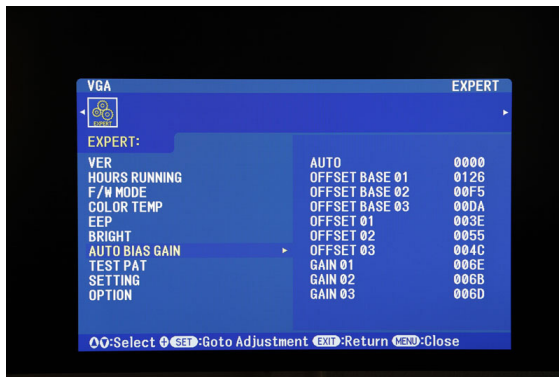 VGA EXPERT
EXPERT
EXPERT:
VER AUTO 0000
HOURS RUNNING OFFSET BASE 01 0126
F/W MODE OFFSET BASE 02 00F5
COLOR TEMP OFFSET BASE 03 00DA
EEP OFFSET 01 003E
BRIGHT OFFSET 02 0055
AUTO BIAS GAIN OFFSET 03 004C
TEST PAT GAIN 01 006E
SETTING GAIN 02 006B
OPTION GAIN 03 006D
:Select SET:Goto Adjustment EXIT:Return MENU:Close